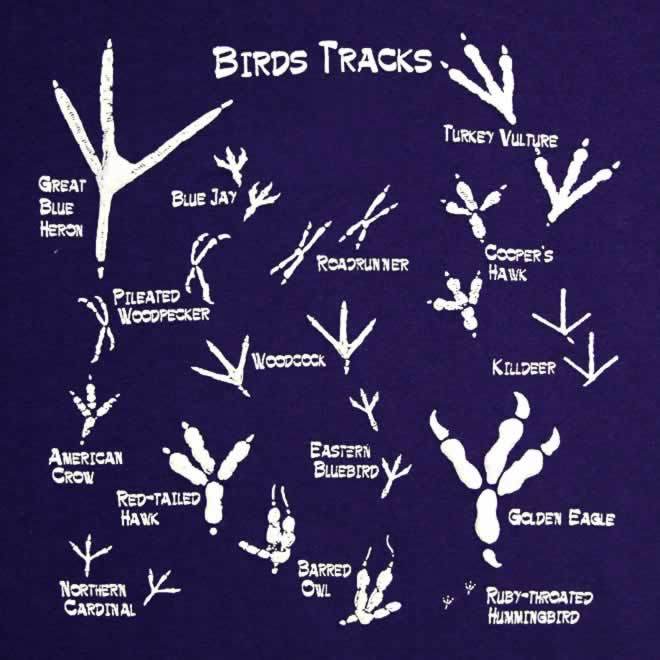 BIRDS TRACKS
TURKEY VULTURE
GREAT
BLUE
HERON
BLUE JAY
ROADRUNNER
COOPER'S
HAWK
PILEATED
WOODPECKER
WOODCOCK
KILLDEER
AMERICAN
CROW
EASTERN
BLUEBIRD
RED-TAILED
HAWK
GOLDEN EAGLE
BARRED
OWL
NORTHERN
CARDINAL
RUBY-THROATED
HUMMINGBIRD